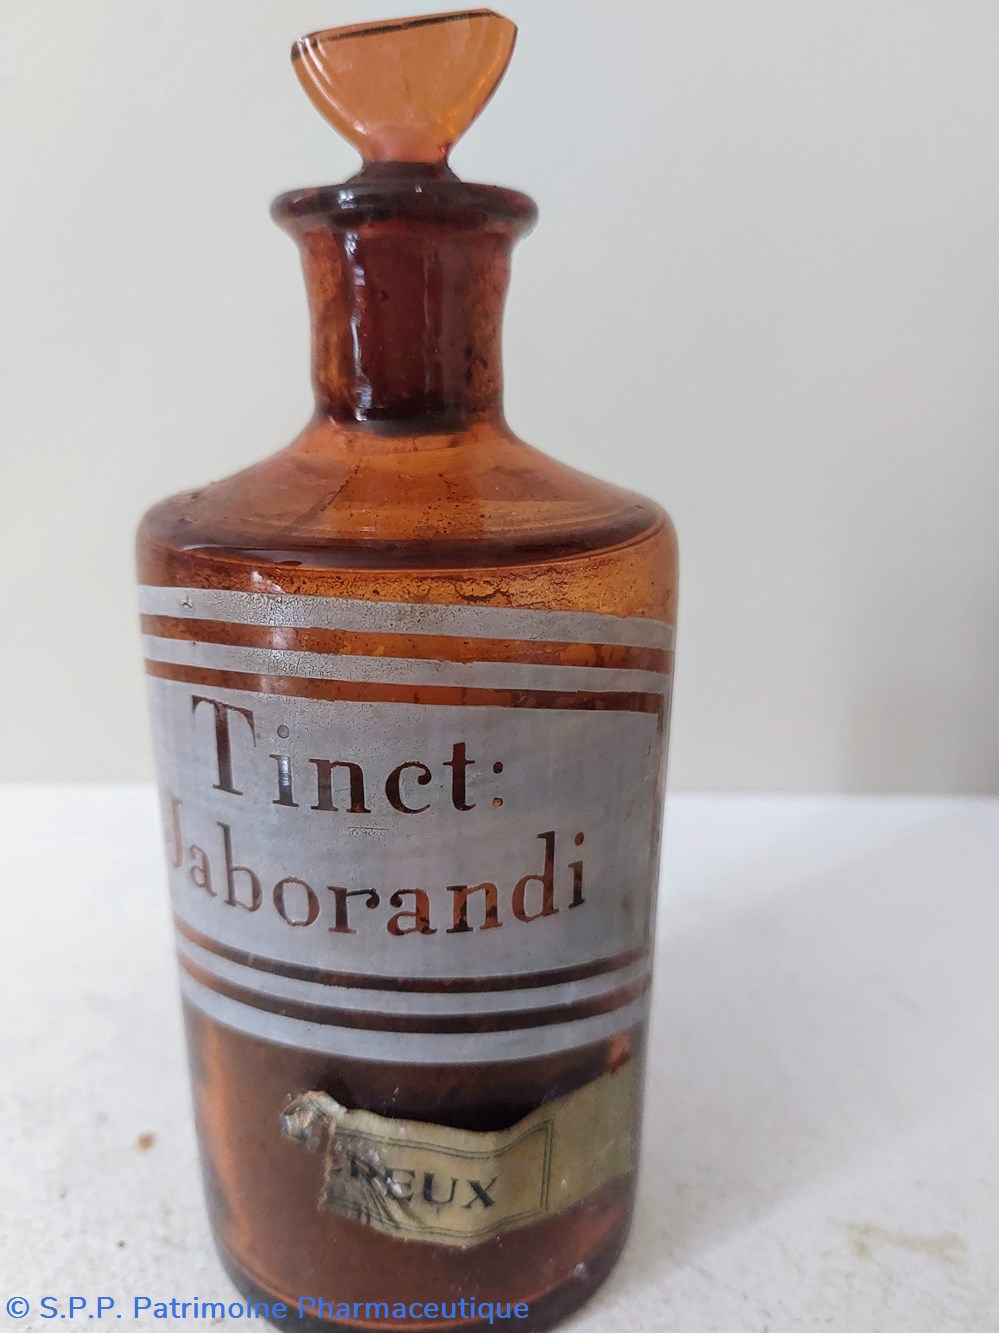 Tinct:
Jaborandi
REUX
© S.P.P. Patrimoine Pharmaceutique